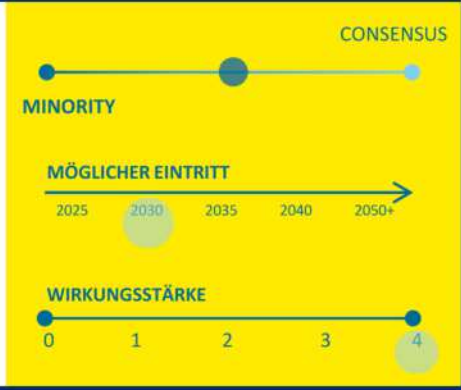 CONSENSUS
MINORITY
MÖGLICHER EINTRITT
2025 2030 2035 2040 2050+
WIRKUNGSSTÄRKE
0 1 2 3 4